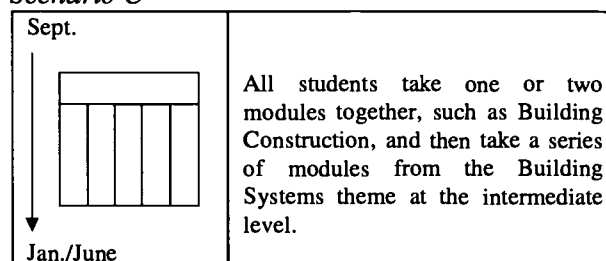 Sept.
All students take one or two
modules together, such as Building
Construction, and then take a series
of modules from the Building
Systems theme at the intermediate
level.
Jan./June